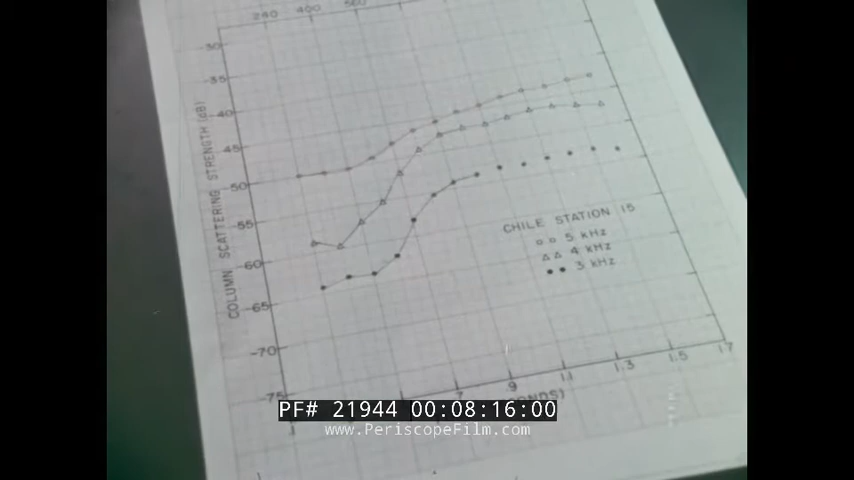 240 400 560
-30
-35
-40
-45
-50
-55
-60
-65
-70
-75
COLUMN SCATTERING STRENGTH (dB)
CHILE STATION 15
5 kHz
4 kHz
3 kHz
.7 .9 1.1 1.3 1.5 1.7
PF# 21944 00:08:16:00
www.PeriscopeFilm.com